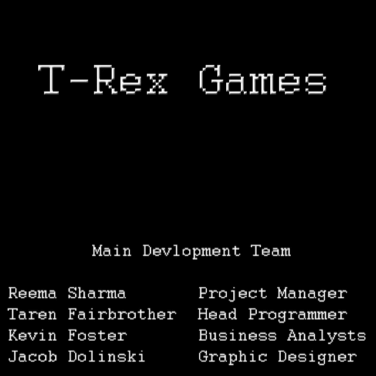 T-Rex Games
Main Devlopment Team
Reema Sharma Project Manager
Taren Fairbrother Head Programmer
Kevin Foster Business Analysts
Jacob Dolinski Graphic Designer